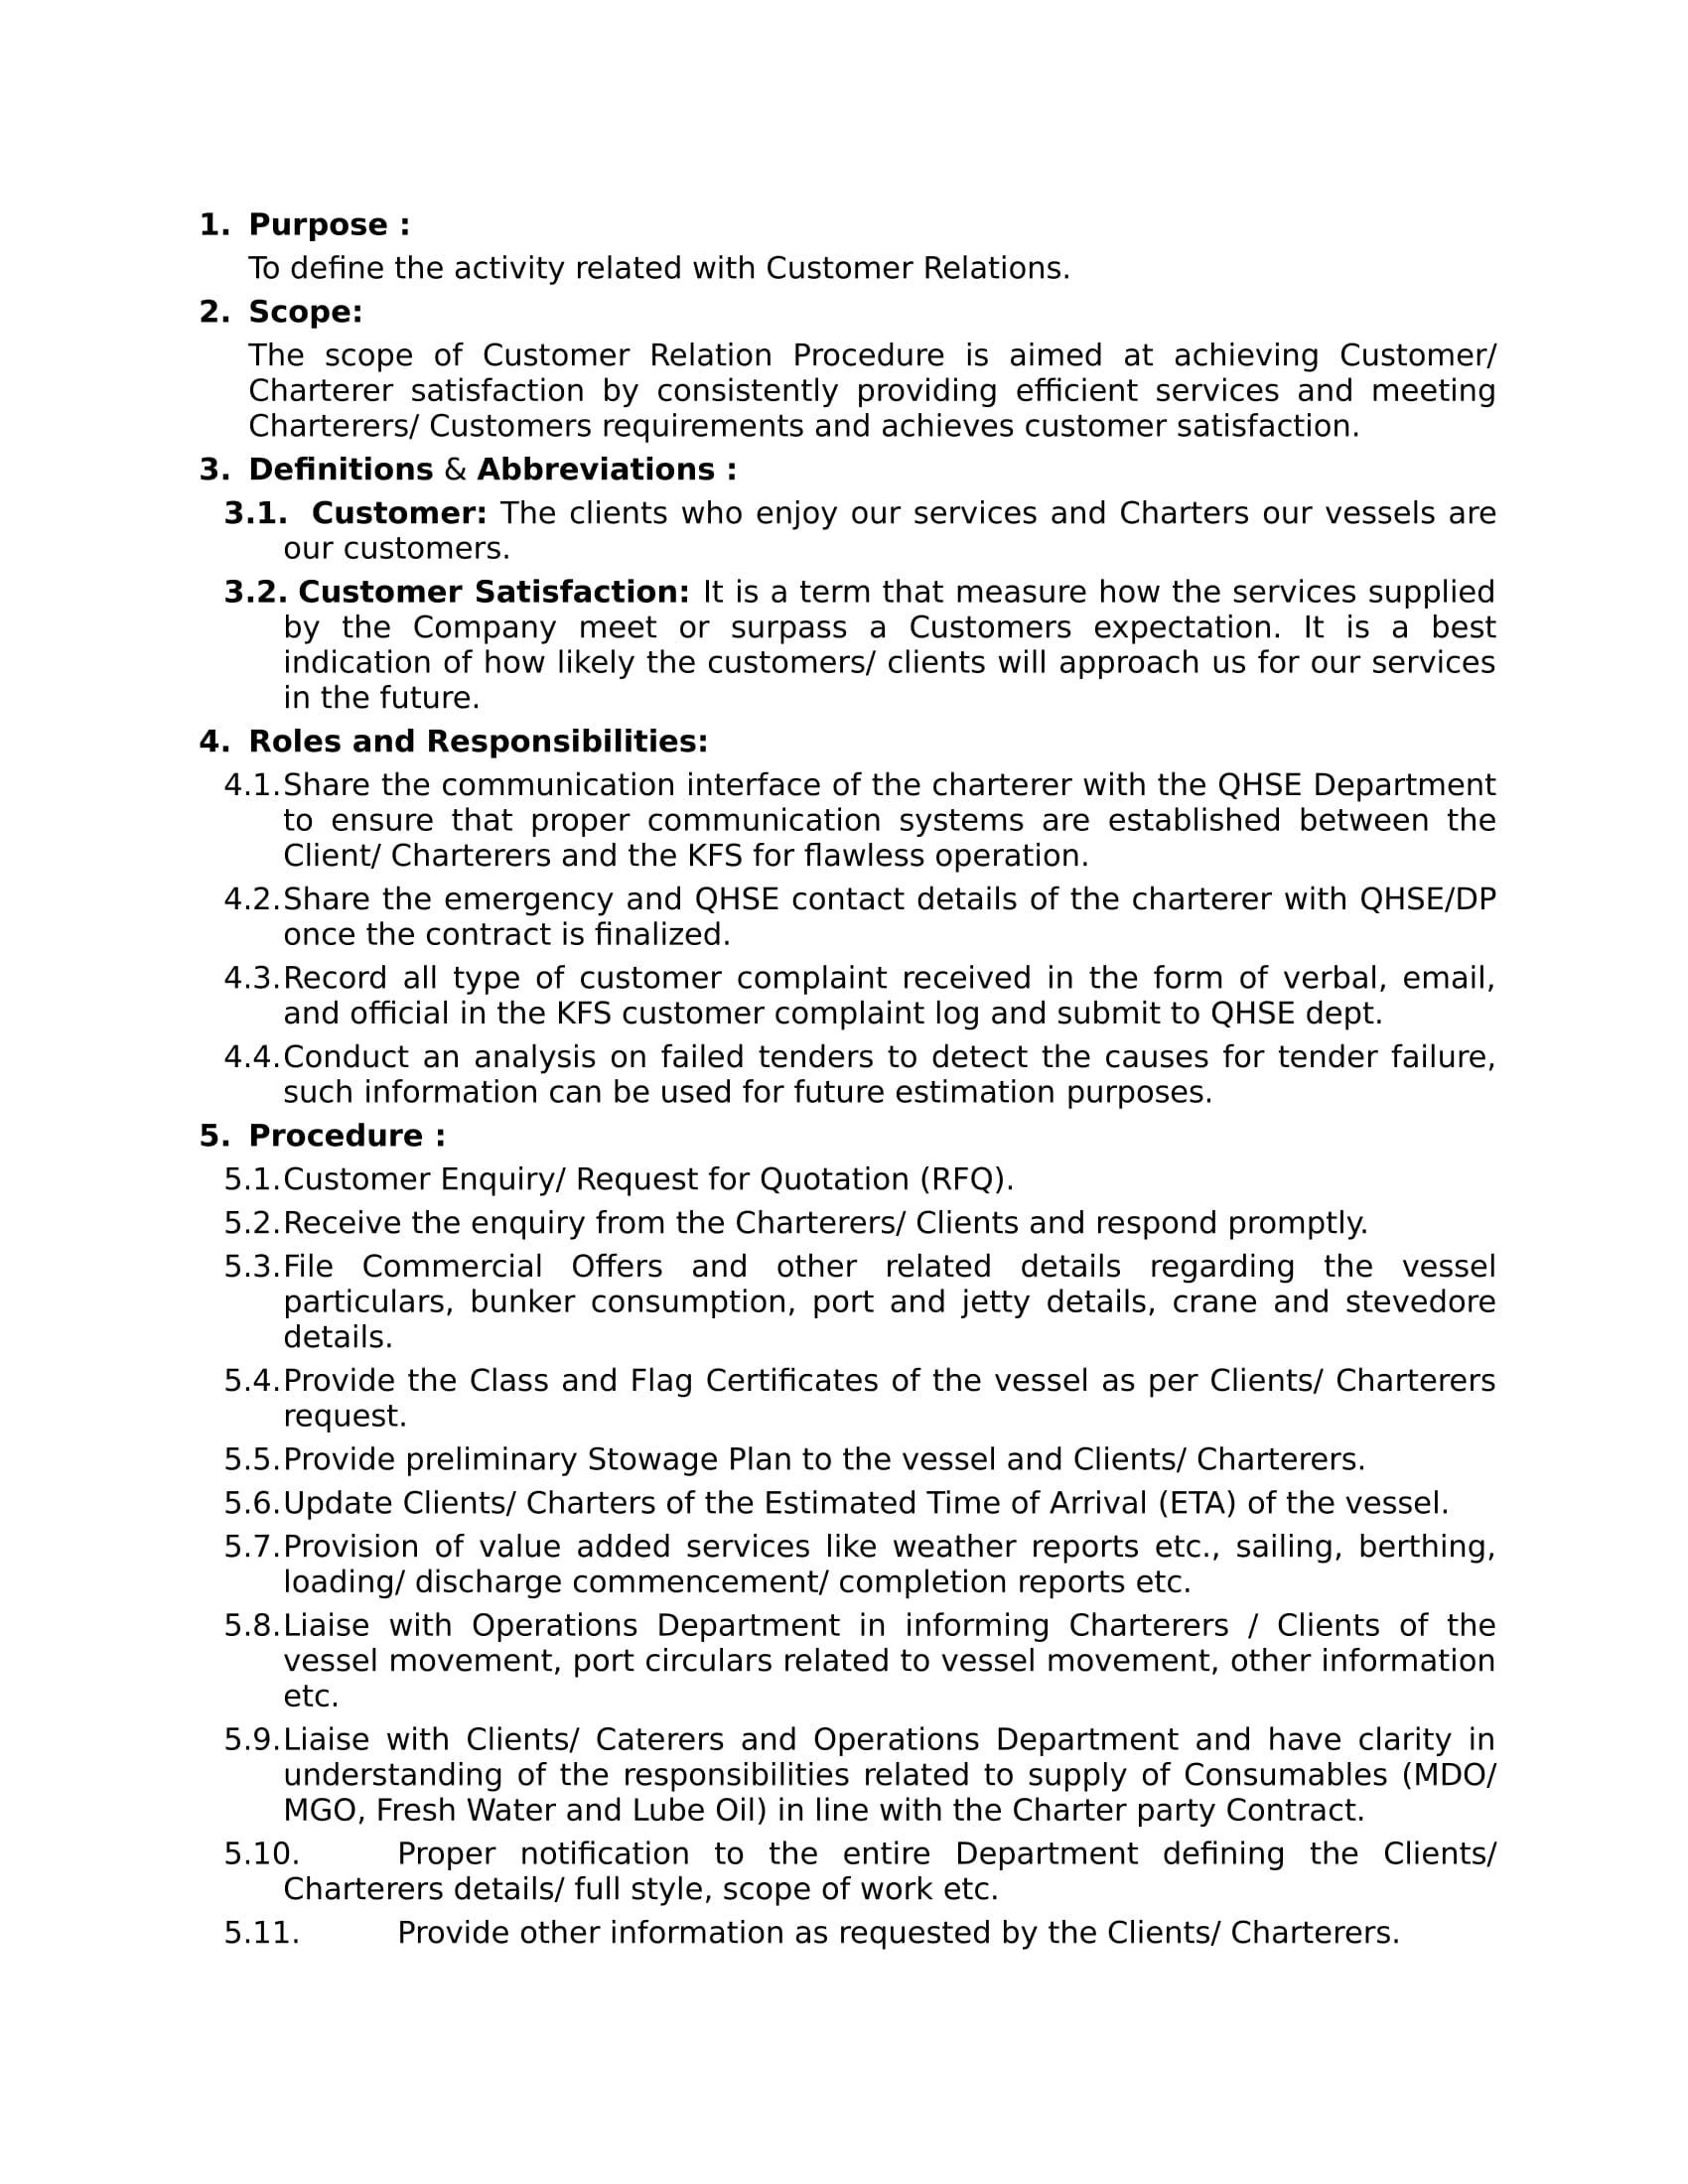 1. Purpose :
To define the activity related with Customer Relations.
2. Scope:
The scope of Customer Relation Procedure is aimed at achieving Customer/
Charterer satisfaction by consistently providing efficient services and meeting
Charterers/ Customers requirements and achieves customer satisfaction.
3. Definitions & Abbreviations :
3.1. Customer: The clients who enjoy our services and Charters our vessels are
our customers.
3.2. Customer Satisfaction: It is a term that measure how the services supplied
by the Company meet or surpass a Customers expectation. It is a best
indication of how likely the customers/ clients will approach us for our services
in the future.
4. Roles and Responsibilities:
4.1. Share the communication interface of the charterer with the QHSE Department
to ensure that proper communication systems are established between the
Client/ Charterers and the KFS for flawless operation.
4.2. Share the emergency and QHSE contact details of the charterer with QHSE/DP
once the contract is finalized.
4.3. Record all type of customer complaint received in the form of verbal, email,
and official in the KFS customer complaint log and submit to QHSE dept.
4.4. Conduct an analysis on failed tenders to detect the causes for tender failure,
such information can be used for future estimation purposes.
5. Procedure :
5.1. Customer Enquiry/ Request for Quotation (RFQ).
5.2. Receive the enquiry from the Charterers/ Clients and respond promptly.
5.3. File Commercial Offers and other related details regarding the vessel
particulars, bunker consumption, port and jetty details, crane and stevedore
details.
5.4. Provide the Class and Flag Certificates of the vessel as per Clients/ Charterers
request.
5.5. Provide preliminary Stowage Plan to the vessel and Clients/ Charterers.
5.6. Update Clients/ Charters of the Estimated Time of Arrival (ETA) of the vessel.
5.7. Provision of value added services like weather reports etc., sailing, berthing,
loading/ discharge commencement/ completion reports etc.
5.8. Liaise with Operations Department in informing Charterers / Clients of the
vessel movement, port circulars related to vessel movement, other information
etc.
5.9. Liaise with Clients/ Caterers and Operations Department and have clarity in
understanding of the responsibilities related to supply of Consumables (MDO/
MGO, Fresh Water and Lube Oil) in line with the Charter party Contract.
5.10. Proper notification to the entire Department defining the Clients/
Charterers details/ full style, scope of work etc.
5.11. Provide other information as requested by the Clients/ Charterers.